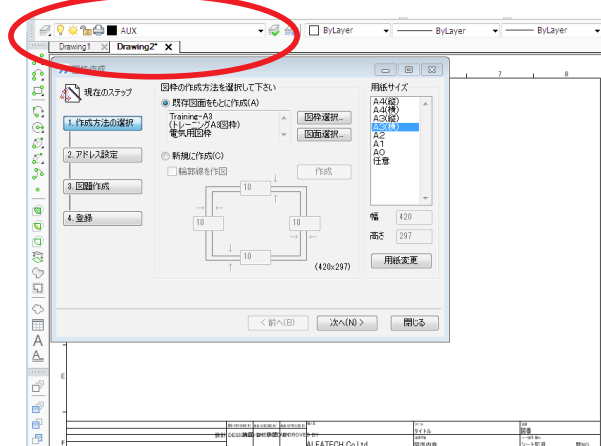 AUX
ByLayer
ByLayer
ByLayer
Drawing1
Drawing2*
7
8
図枠作成
現在のステップ
1. 作成方法の選択
2. アドレス設定
3. 図題作成
4. 登録
図枠の作成方法を選択して下さい
既存図面をもとに作成(A)
Training-A3
(トレーニングA3図枠)
電気用図枠
図枠選択...
図面選択...
新規に作成(C)
輪郭線を作図
作成
10
10
10
10
(420x297)
用紙サイズ
A4(縦)
A4(横)
A3(縦)
A3(横)
A2
A1
A0
任意
幅
420
高さ
297
用紙変更
< 前へ(B)
次へ(N) >
閉じる
E
F
タイトル
図番
ALFATECH Co.Ltd